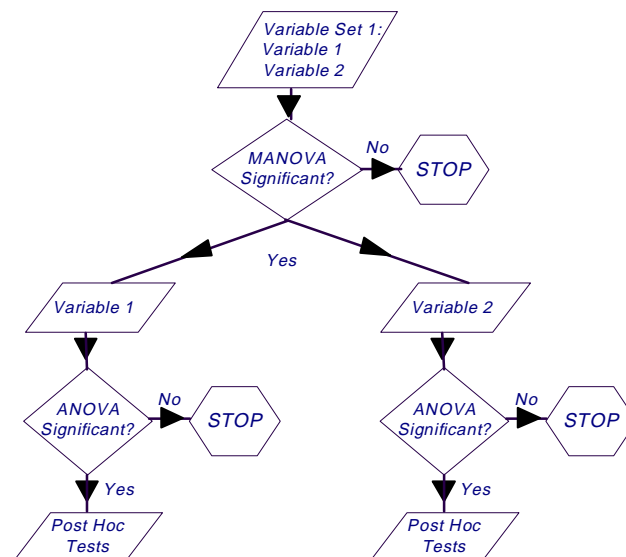 Variable Set 1:
Variable 1
Variable 2
MANOVA
Significant?
No
STOP
Yes
Variable 1
Variable 2
ANOVA
Significant?
No
STOP
ANOVA
Significant?
No
STOP
Yes
Yes
Post Hoc
Tests
Post Hoc
Tests